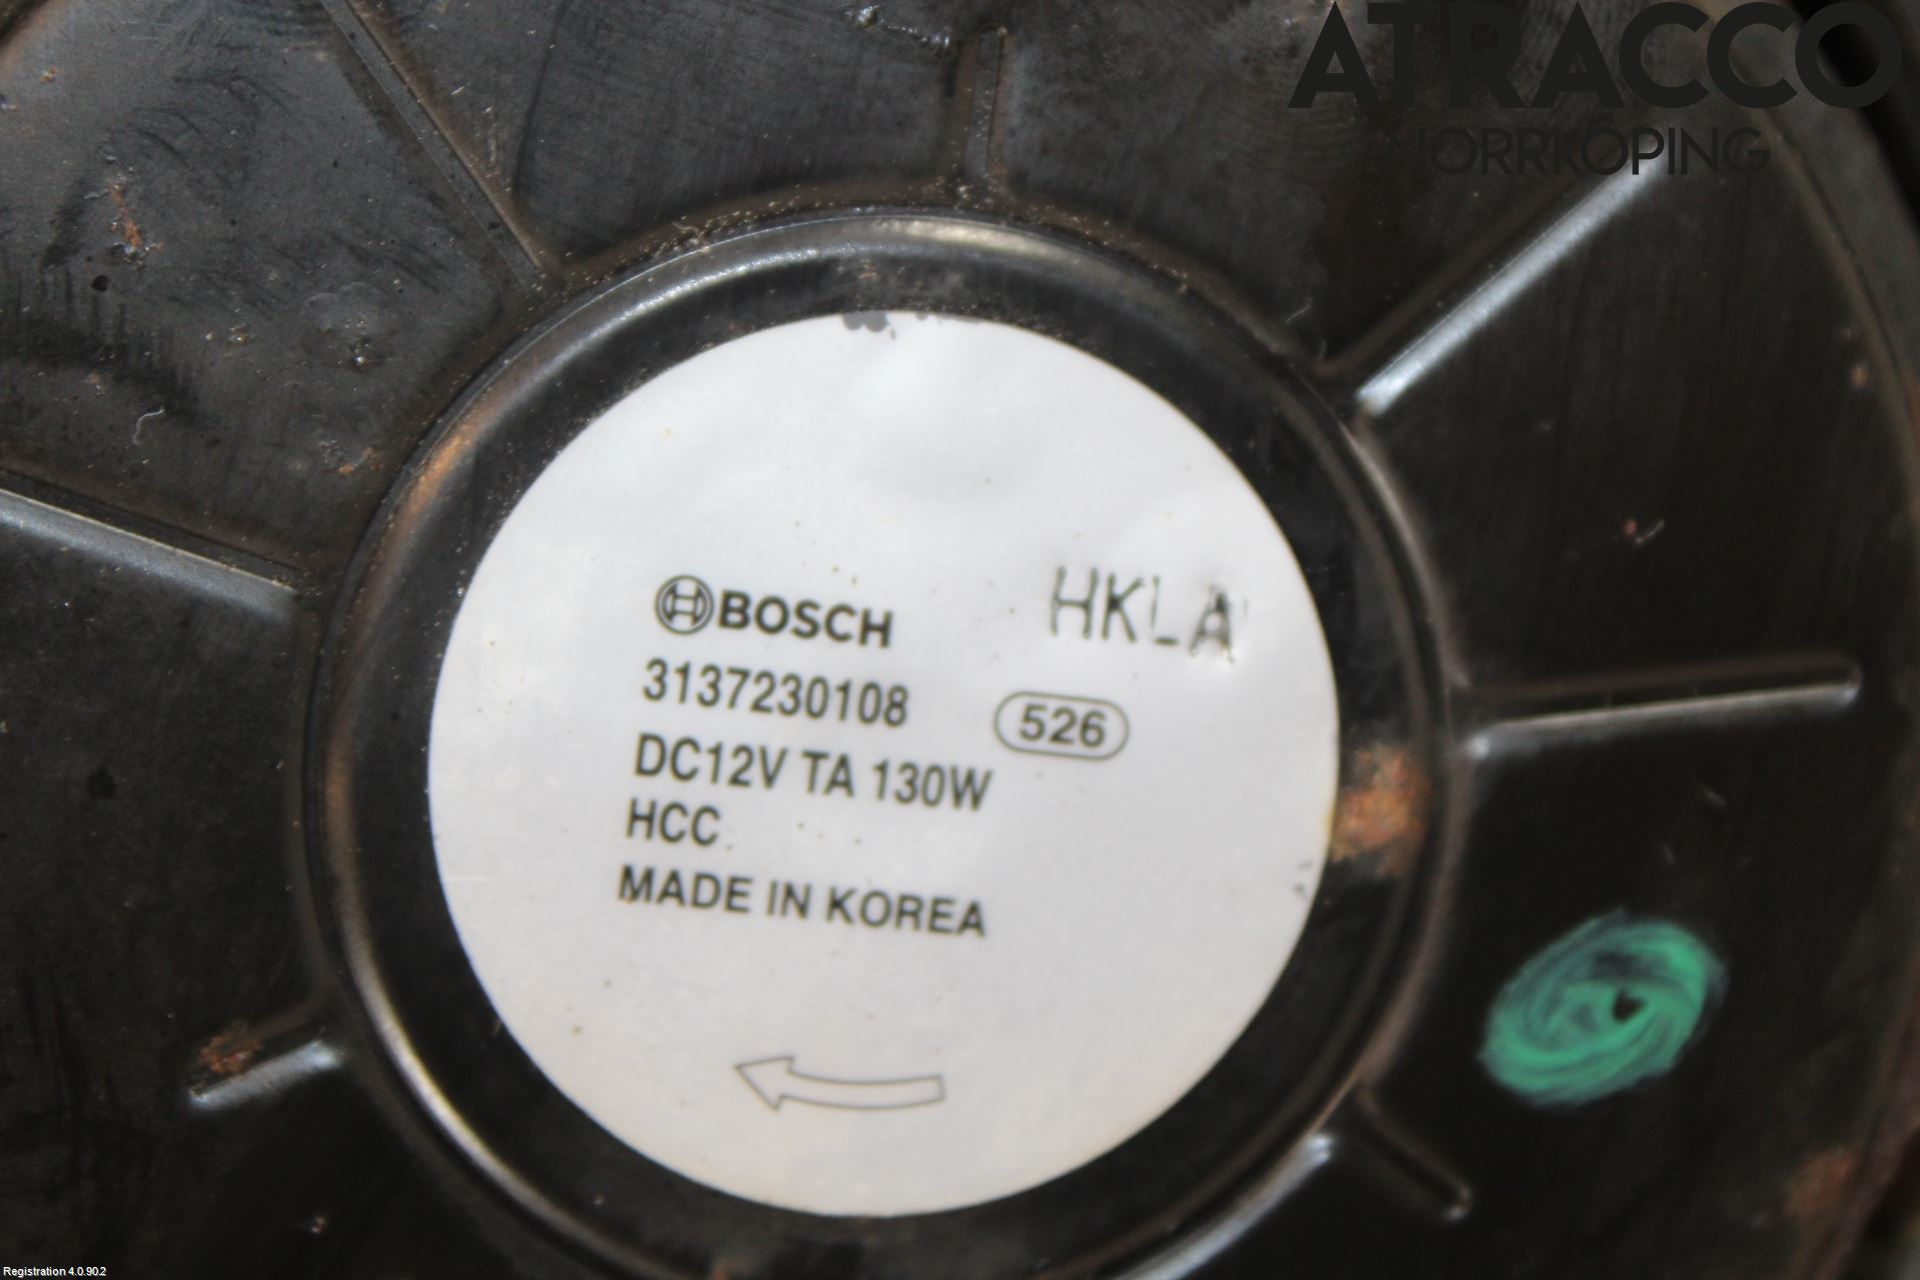 ATRACCO
NORRKÖPING
BOSCH
HKLA
3137230108
526
DC12V TA 130W
HCC
MADE IN KOREA
Registration 4.0.90.2